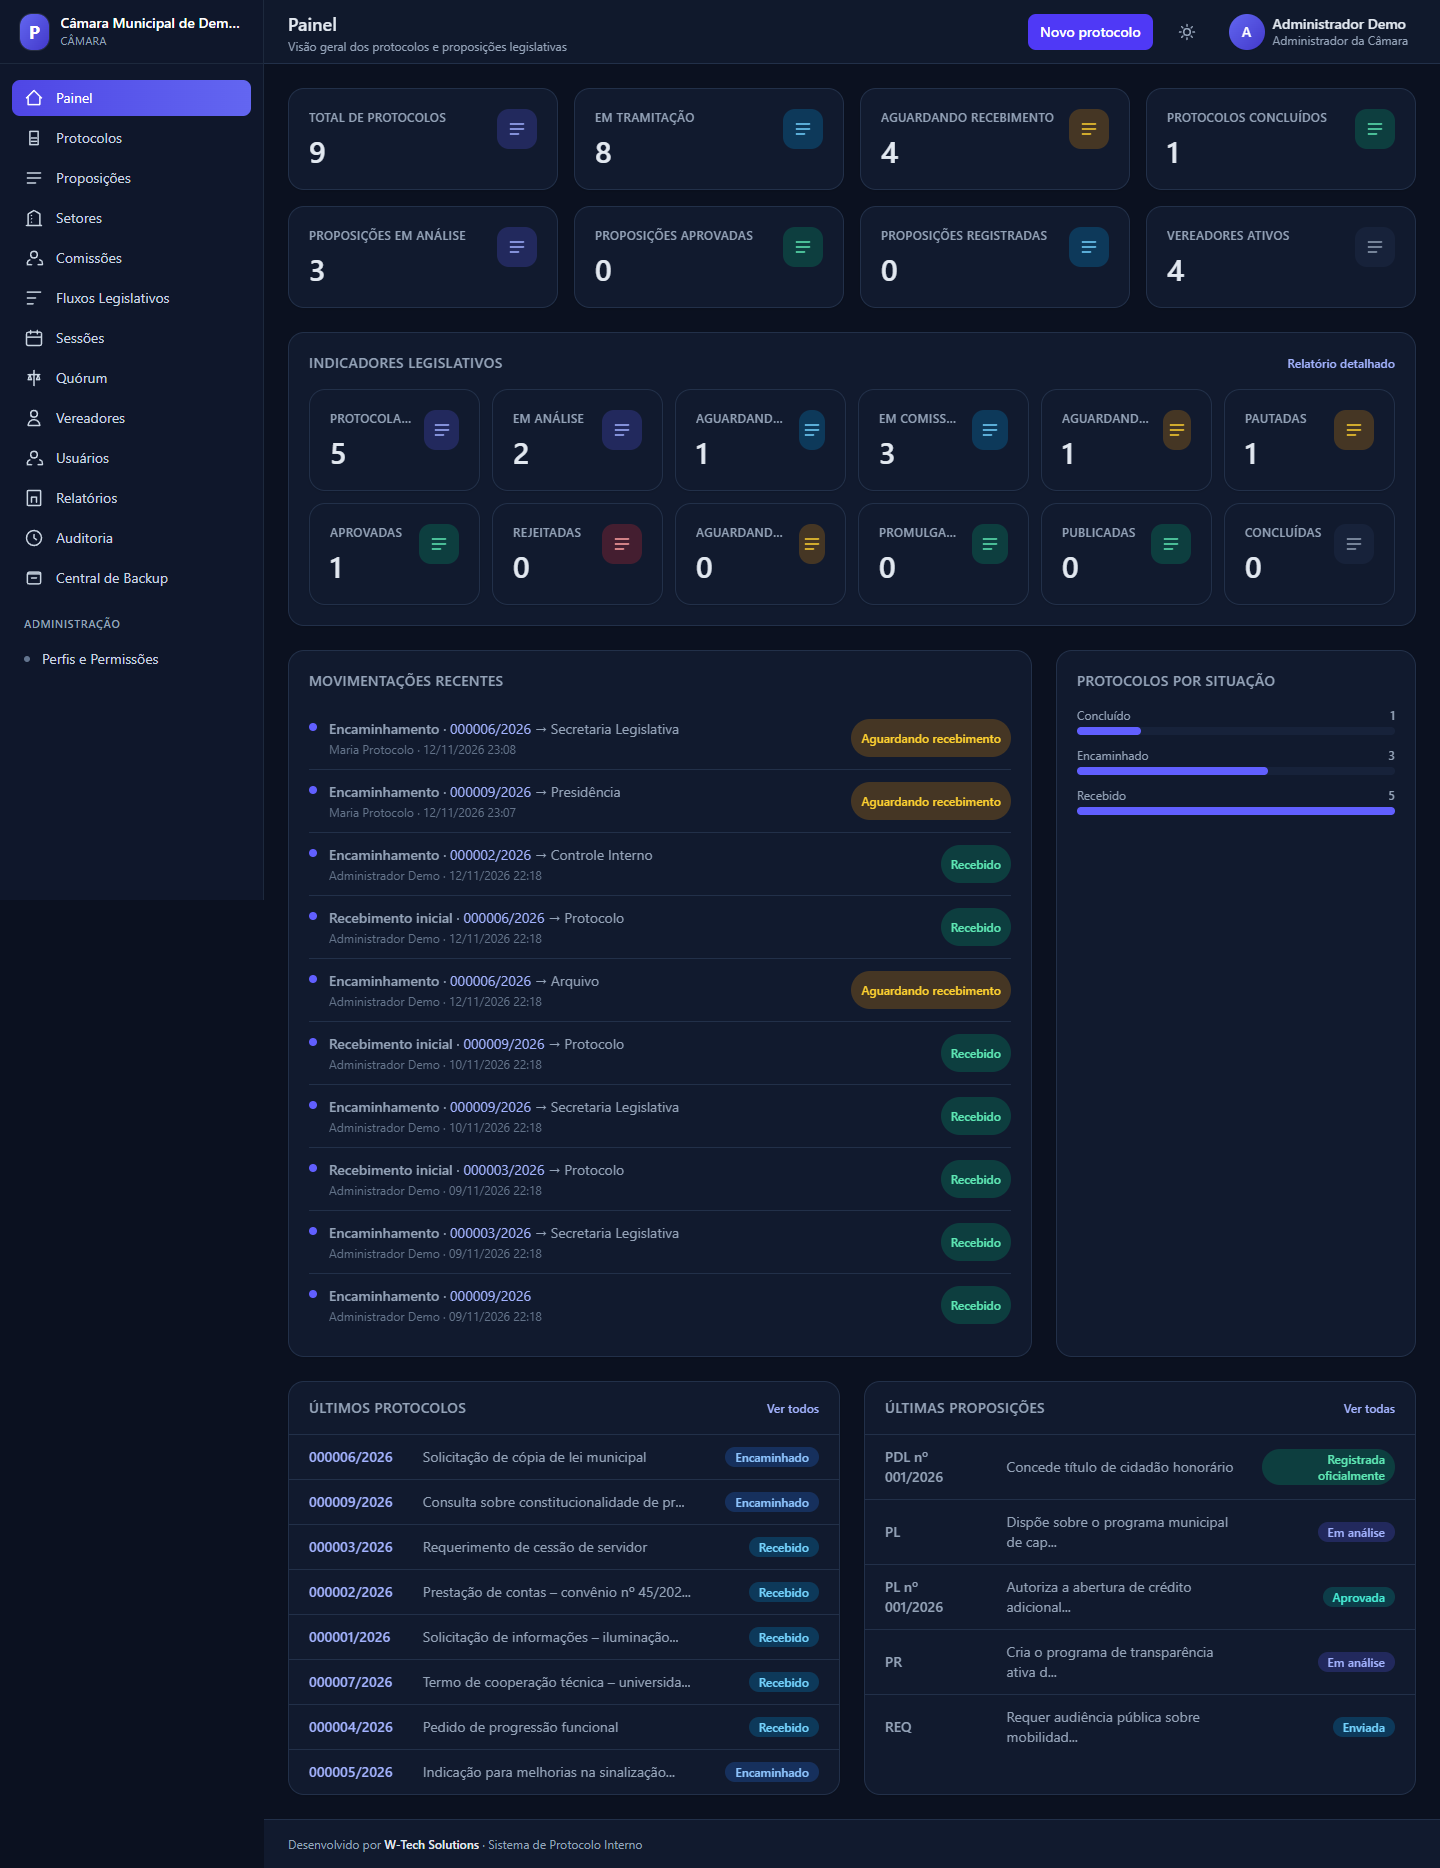 P
Câmara Municipal de Dem...
CÂMARA
Painel
Visão geral dos protocolos e proposições legislativas
Novo protocolo
A
Administrador Demo
Administrador da Câmara
Painel
Protocolos
Proposições
Setores
Comissões
Fluxos Legislativos
Sessões
Quórum
Vereadores
Usuários
Relatórios
Auditoria
Central de Backup
ADMINISTRAÇÃO
Perfis e Permissões
TOTAL DE PROTOCOLOS
9
EM TRAMITAÇÃO
8
AGUARDANDO RECEBIMENTO
4
PROTOCOLOS CONCLUÍDOS
1
PROPOSIÇÕES EM ANÁLISE
3
PROPOSIÇÕES APROVADAS
0
PROPOSIÇÕES REGISTRADAS
0
VEREADORES ATIVOS
4
INDICADORES LEGISLATIVOS
Relatório detalhado
PROTOCOLA...
5
EM ANÁLISE
2
AGUARDAND...
1
EM COMISS...
3
AGUARDAND...
1
PAUTADAS
1
APROVADAS
1
REJEITADAS
0
AGUARDAND...
0
PROMULGA...
0
PUBLICADAS
0
CONCLUÍDAS
0
MOVIMENTAÇÕES RECENTES
Encaminhamento · 000006/2026 → Secretaria Legislativa
Maria Protocolo · 12/11/2026 23:08
Aguardando recebimento
Encaminhamento · 000009/2026 → Presidência
Maria Protocolo · 12/11/2026 23:07
Aguardando recebimento
Encaminhamento · 000002/2026 → Controle Interno
Administrador Demo · 12/11/2026 22:18
Recebido
Recebimento inicial · 000006/2026 → Protocolo
Administrador Demo · 12/11/2026 22:18
Recebido
Encaminhamento · 000006/2026 → Arquivo
Administrador Demo · 12/11/2026 22:18
Aguardando recebimento
Recebimento inicial · 000009/2026 → Protocolo
Administrador Demo · 10/11/2026 22:18
Recebido
Encaminhamento · 000009/2026 → Secretaria Legislativa
Administrador Demo · 10/11/2026 22:18
Recebido
Recebimento inicial · 000003/2026 → Protocolo
Administrador Demo · 09/11/2026 22:18
Recebido
Encaminhamento · 000003/2026 → Secretaria Legislativa
Administrador Demo · 09/11/2026 22:18
Recebido
Encaminhamento · 000009/2026
Administrador Demo · 09/11/2026 22:18
Recebido
PROTOCOLOS POR SITUAÇÃO
Concluído 1
Encaminhado 3
Recebido 5
ÚLTIMOS PROTOCOLOS
Ver todos
000006/2026 Solicitação de cópia de lei municipal Encaminhado
000009/2026 Consulta sobre constitucionalidade de pr... Encaminhado
000003/2026 Requerimento de cessão de servidor Recebido
000002/2026 Prestação de contas – convênio nº 45/202... Recebido
000001/2026 Solicitação de informações – iluminação... Recebido
000007/2026 Termo de cooperação técnica – universida... Recebido
000004/2026 Pedido de progressão funcional Recebido
000005/2026 Indicação para melhorias na sinalização... Encaminhado
ÚLTIMAS PROPOSIÇÕES
Ver todas
PDL nº
001/2026
Concede título de cidadão honorário
Registrada
oficialmente
PL
Dispõe sobre o programa municipal
de cap...
Em análise
PL nº
001/2026
Autoriza a abertura de crédito
adicional...
Aprovada
PR
Cria o programa de transparência
ativa d...
Em análise
REQ
Requer audiência pública sobre
mobilidad...
Enviada
Desenvolvido por W-Tech Solutions · Sistema de Protocolo Interno